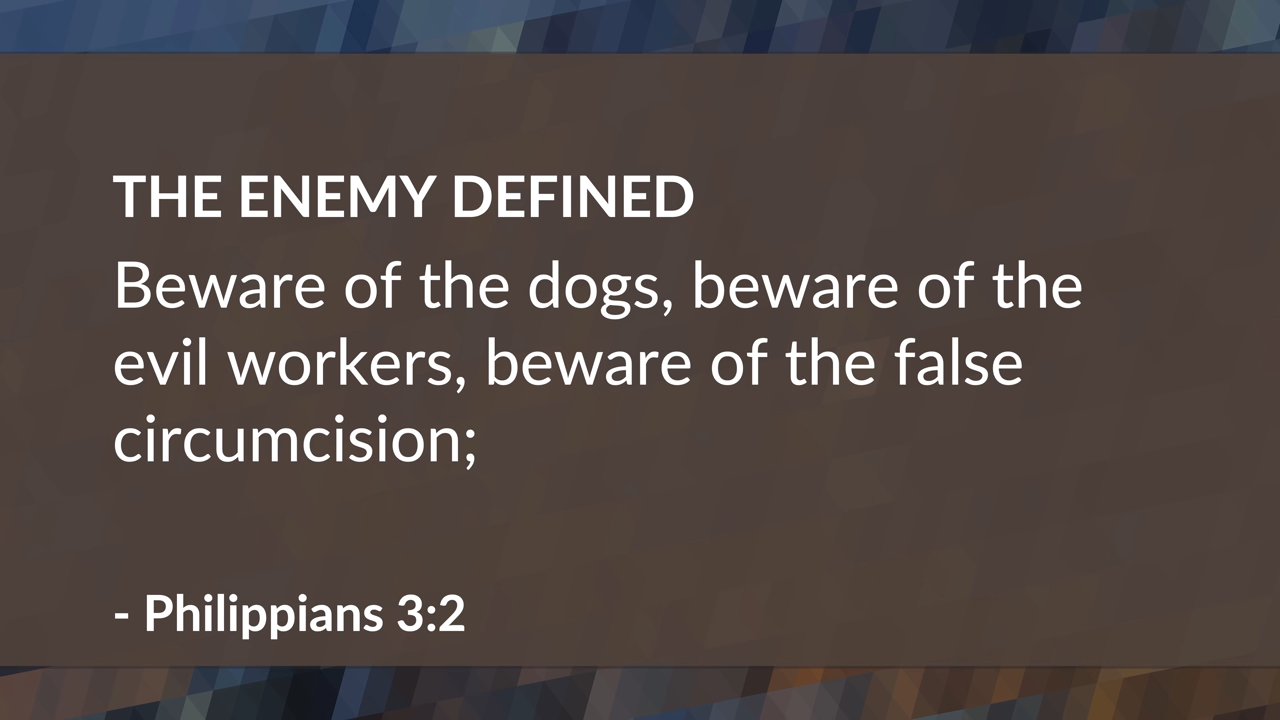 THE ENEMY DEFINED
Beware of the dogs, beware of the
evil workers, beware of the false
circumcision;
- Philippians 3:2